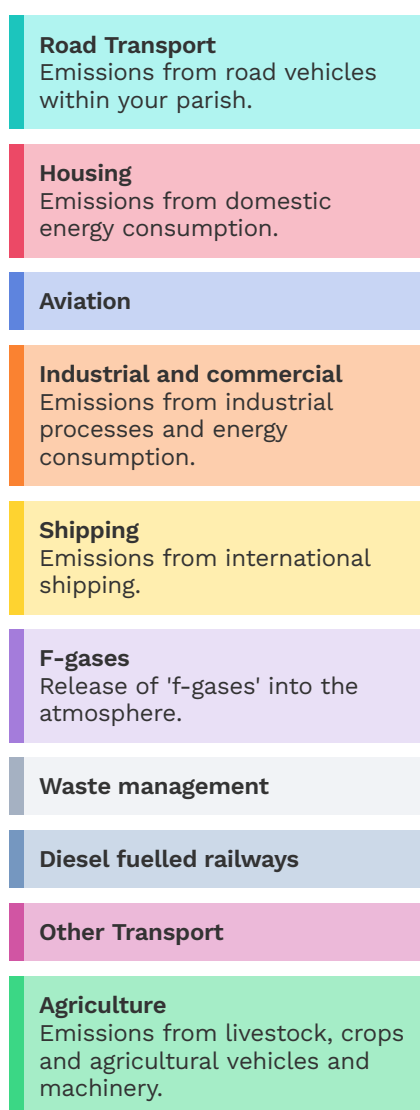 Road Transport
Emissions from road vehicles
within your parish.
Housing
Emissions from domestic
energy consumption.
Aviation
Industrial and commercial
Emissions from industrial
processes and energy
consumption.
Shipping
Emissions from international
shipping.
F-gases
Release of 'f-gases' into the
atmosphere.
Waste management
Diesel fuelled railways
Other Transport
Agriculture
Emissions from livestock, crops
and agricultural vehicles and
machinery.